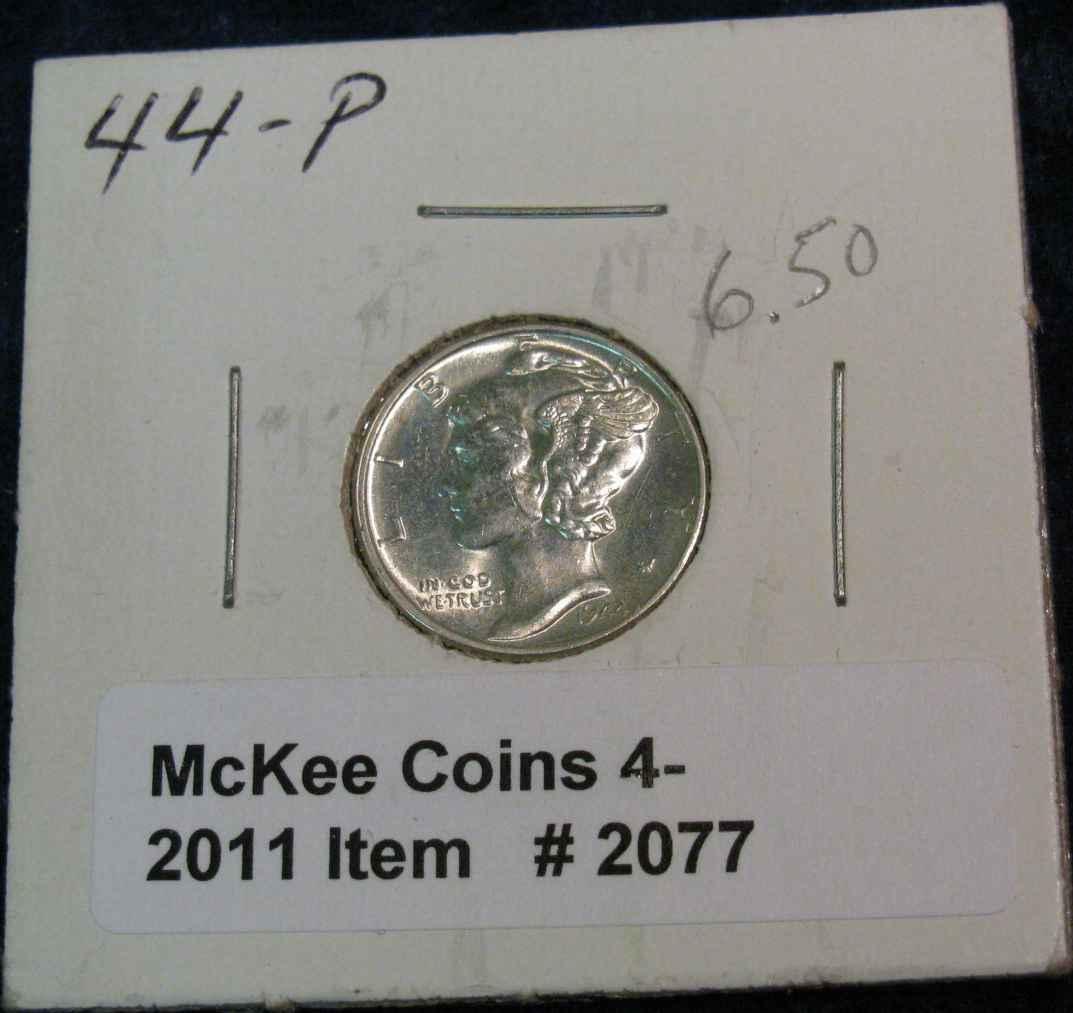 44-P
6.50
LIBERTY
IN GOD
WE TRUST
McKee Coins 4-
2011 Item # 2077